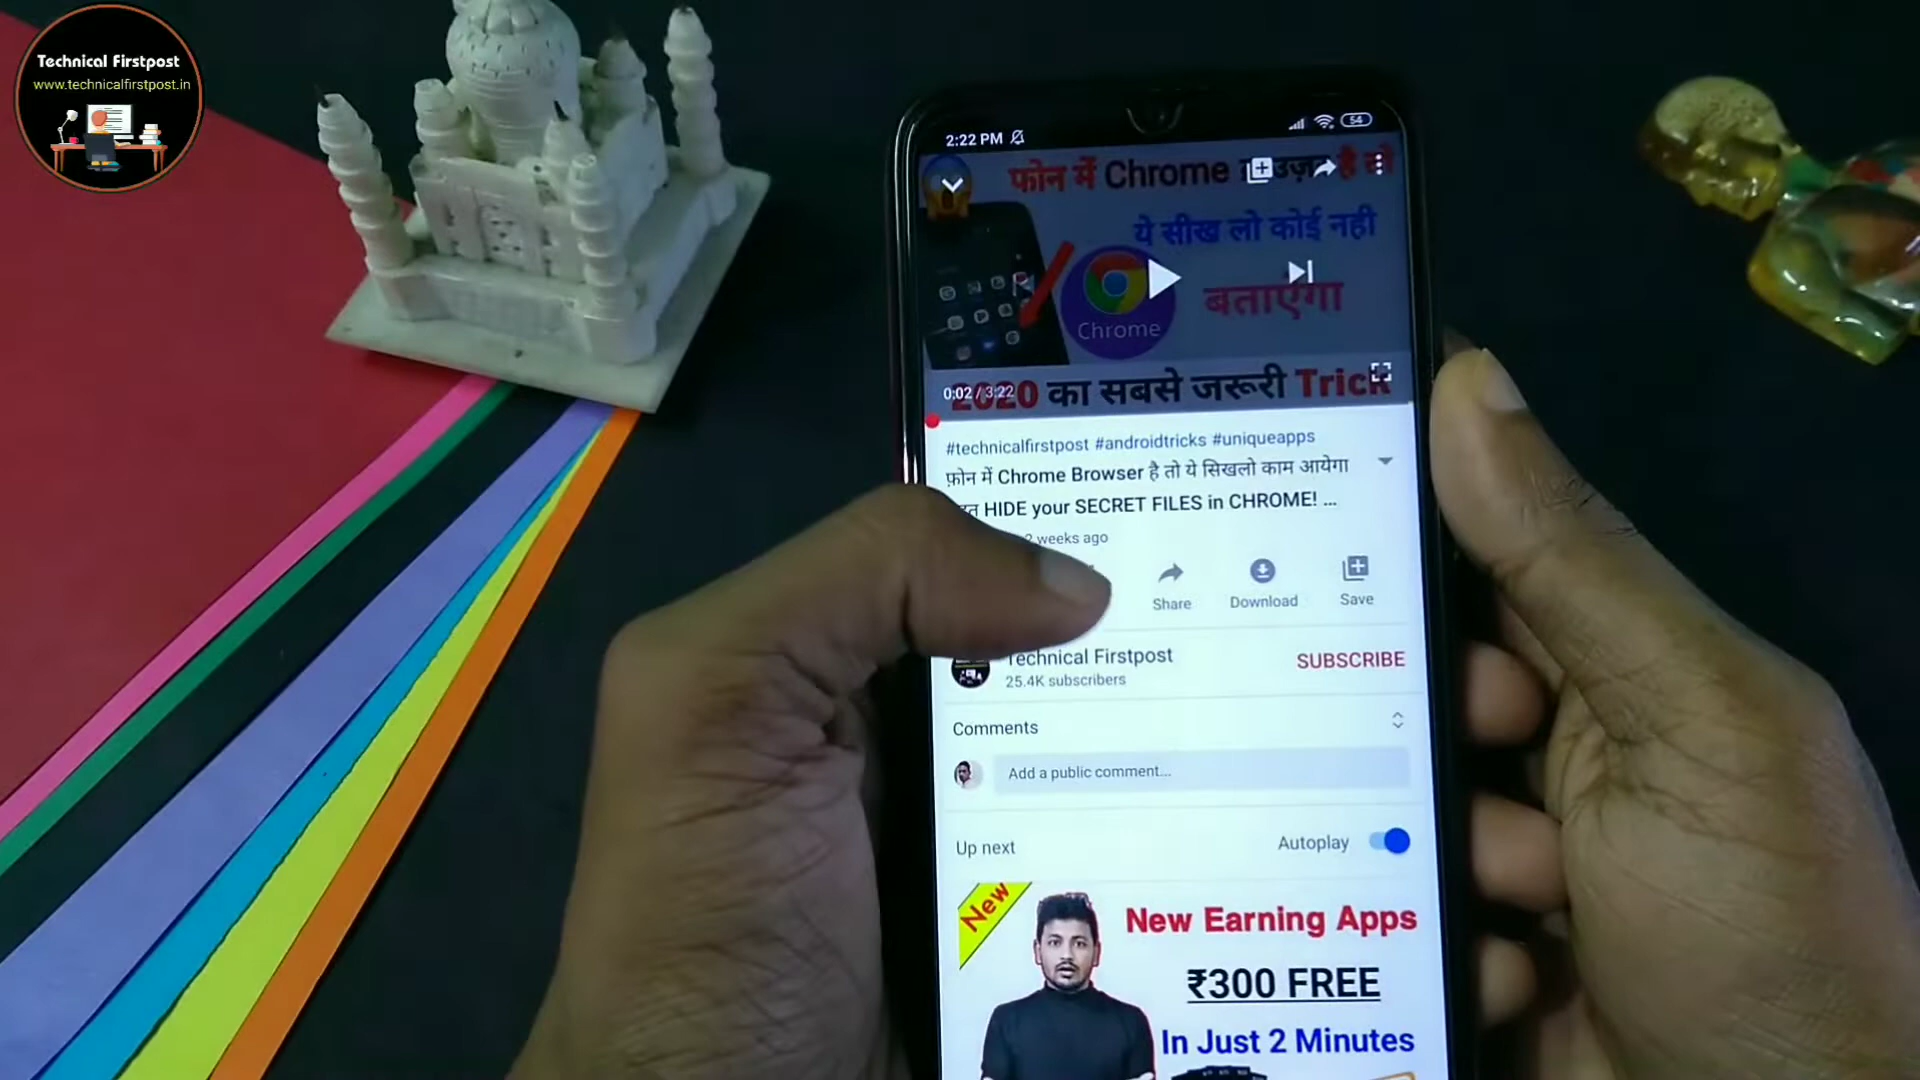 Technical Firstpost
www.technicalfirstpost.in
2:22 PM
54
फोन में Chrome है तो
ये सीख लो कोई नही
बताएगा
Chrome
2020 का सबसे जरूरी Trick
0:02 / 3:22
#technicalfirstpost #androidtricks #uniqueapps
फ़ोन में Chrome Browser है तो ये सिखलो काम आयेगा
HIDE your SECRET FILES in CHROME! ...
2 weeks ago
Share
Download
Save
Technical Firstpost
25.4K subscribers
SUBSCRIBE
Comments
Add a public comment...
Up next
Autoplay
New
New Earning Apps
₹300 FREE
In Just 2 Minutes